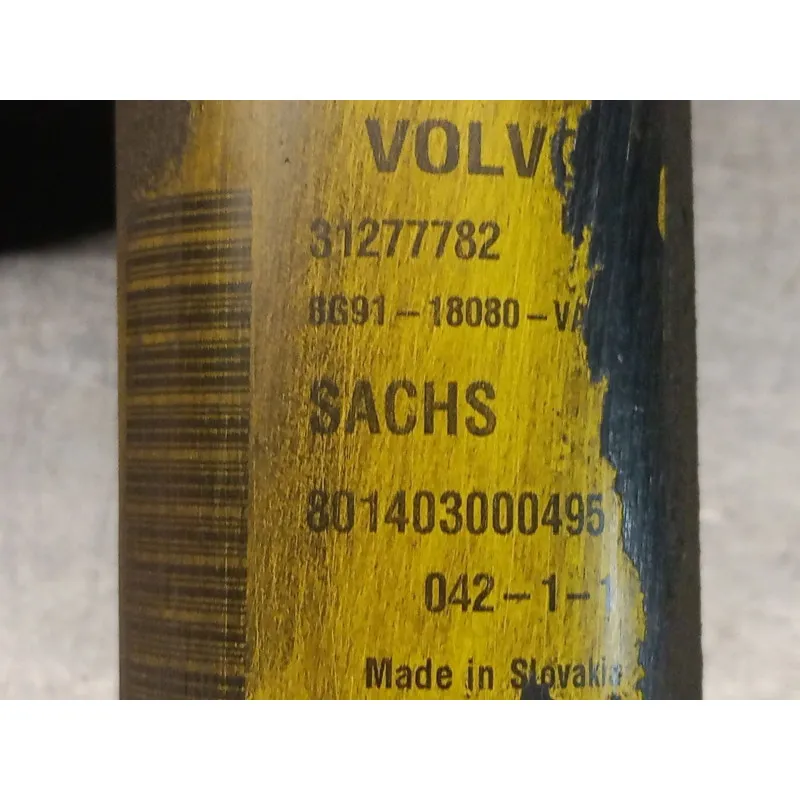 VOLVO
31277782
8G91-18080-VA
SACHS
801403000495
042-1-1
Made in Slovakia